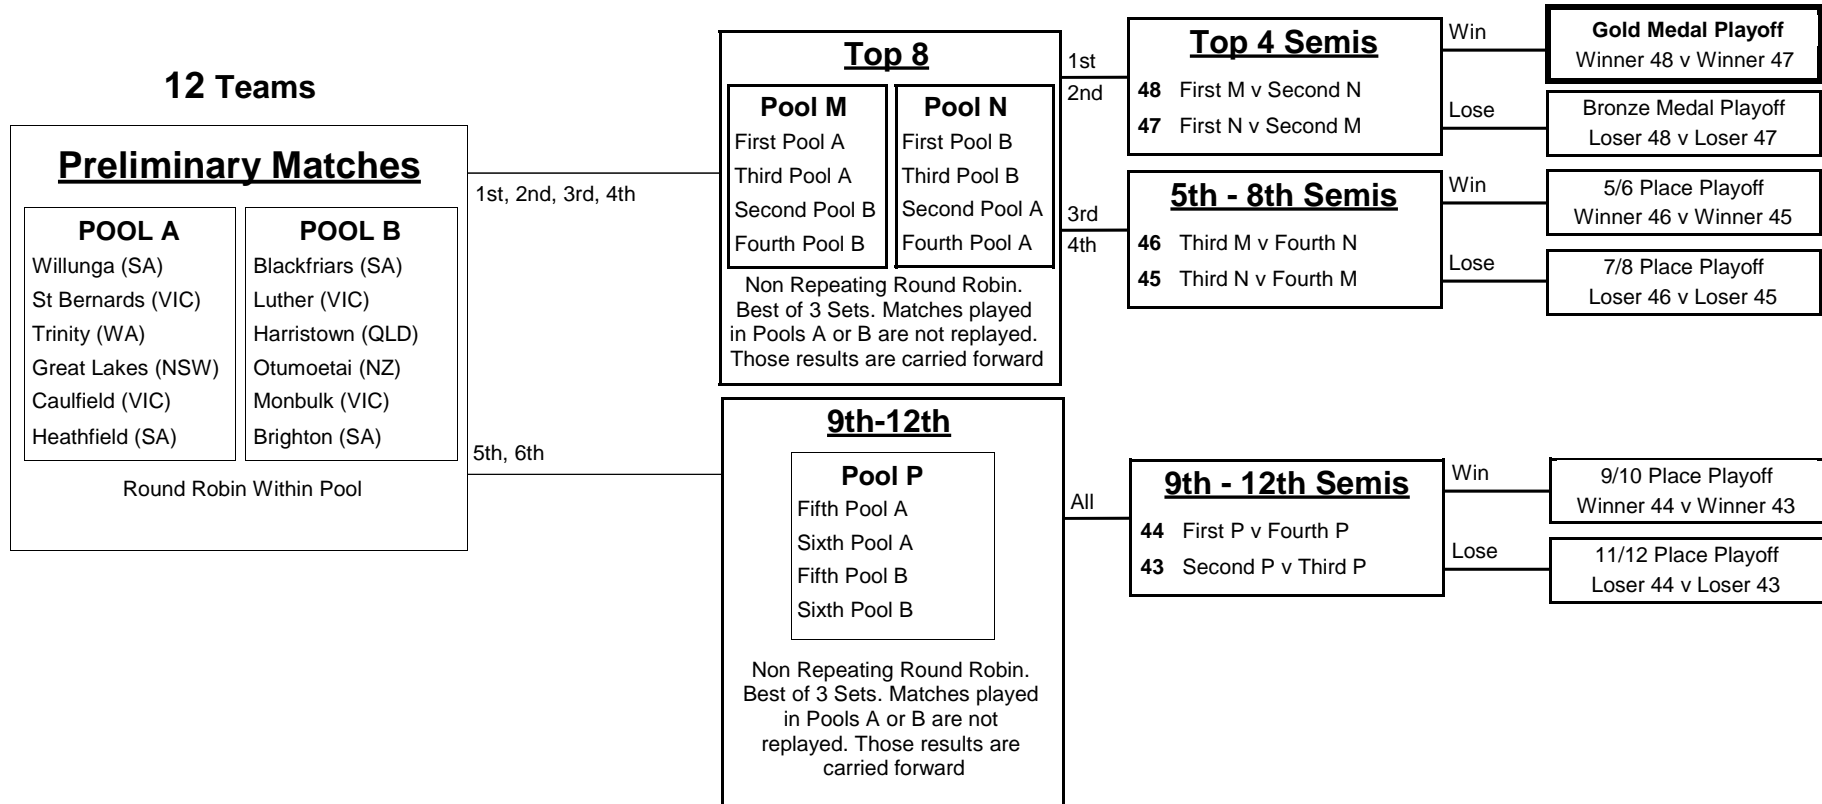 12 Teams
Preliminary Matches
POOL A
Willunga (SA)
St Bernards (VIC)
Trinity (WA)
Great Lakes (NSW)
Caulfield (VIC)
Heathfield (SA)
POOL B
Blackfriars (SA)
Luther (VIC)
Harristown (QLD)
Otumoetai (NZ)
Monbulk (VIC)
Brighton (SA)
Round Robin Within Pool
1st, 2nd, 3rd, 4th
5th, 6th
Top 8
Pool M
First Pool A
Third Pool A
Second Pool B
Fourth Pool B
Pool N
First Pool B
Third Pool B
Second Pool A
Fourth Pool A
Non Repeating Round Robin.
Best of 3 Sets. Matches played
in Pools A or B are not replayed.
Those results are carried forward
9th-12th
Pool P
Fifth Pool A
Sixth Pool A
Fifth Pool B
Sixth Pool B
Non Repeating Round Robin.
Best of 3 Sets. Matches played
in Pools A or B are not
replayed. Those results are
carried forward
1st
2nd
3rd
4th
All
Top 4 Semis
48 First M v Second N
47 First N v Second M
5th - 8th Semis
46 Third M v Fourth N
45 Third N v Fourth M
9th - 12th Semis
44 First P v Fourth P
43 Second P v Third P
Win
Gold Medal Playoff
Winner 48 v Winner 47
Lose
Bronze Medal Playoff
Loser 48 v Loser 47
Win
5/6 Place Playoff
Winner 46 v Winner 45
Lose
7/8 Place Playoff
Loser 46 v Loser 45
Win
9/10 Place Playoff
Winner 44 v Winner 43
Lose
11/12 Place Playoff
Loser 44 v Loser 43